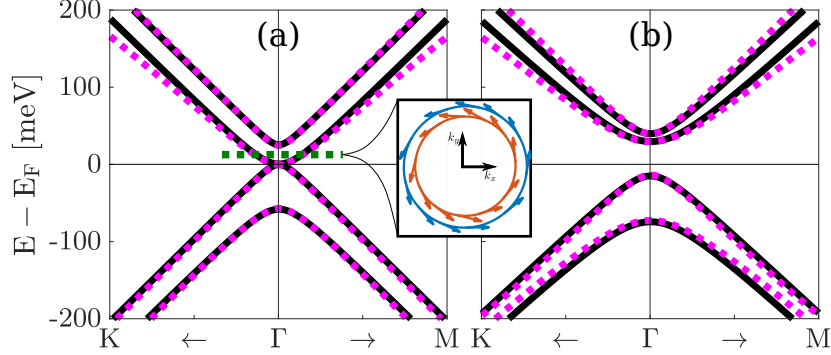 (a)
(b)
E − E_F [meV]
200
100
0
-100
-200
k_y
k_x
K
←
Γ
→
M
K
←
Γ
→
M